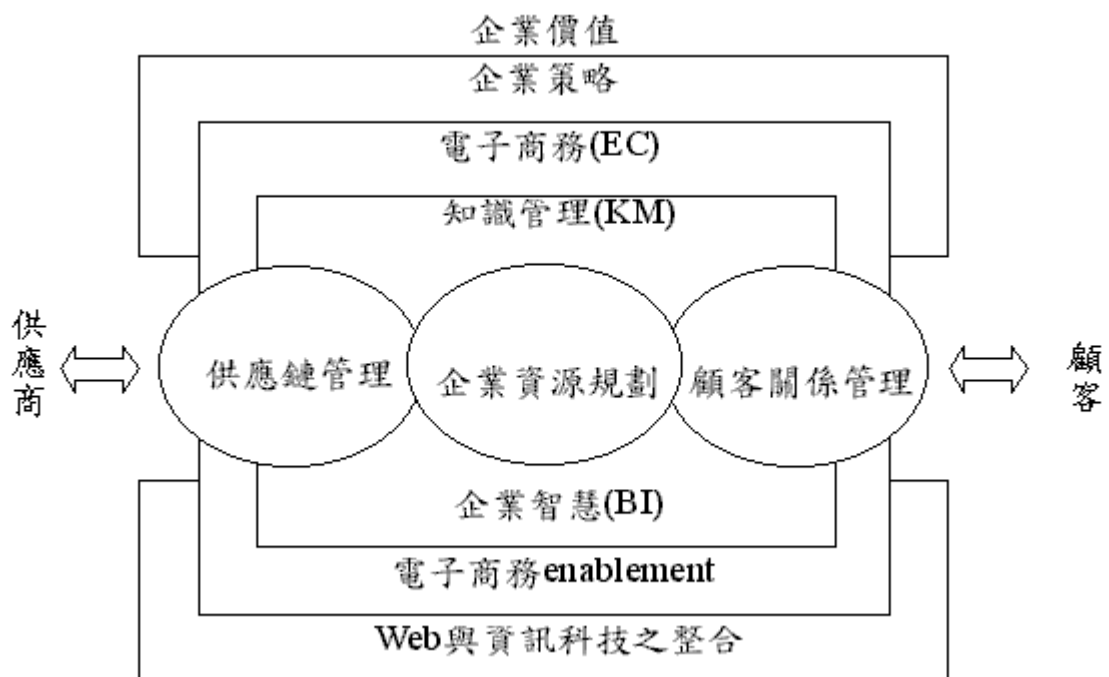 企業價值
企業策略
電子商務(EC)
知識管理(KM)
供應商
供應鏈管理
企業資源規劃
顧客關係管理
顧客
企業智慧(BI)
電子商務enablement
Web與資訊科技之整合